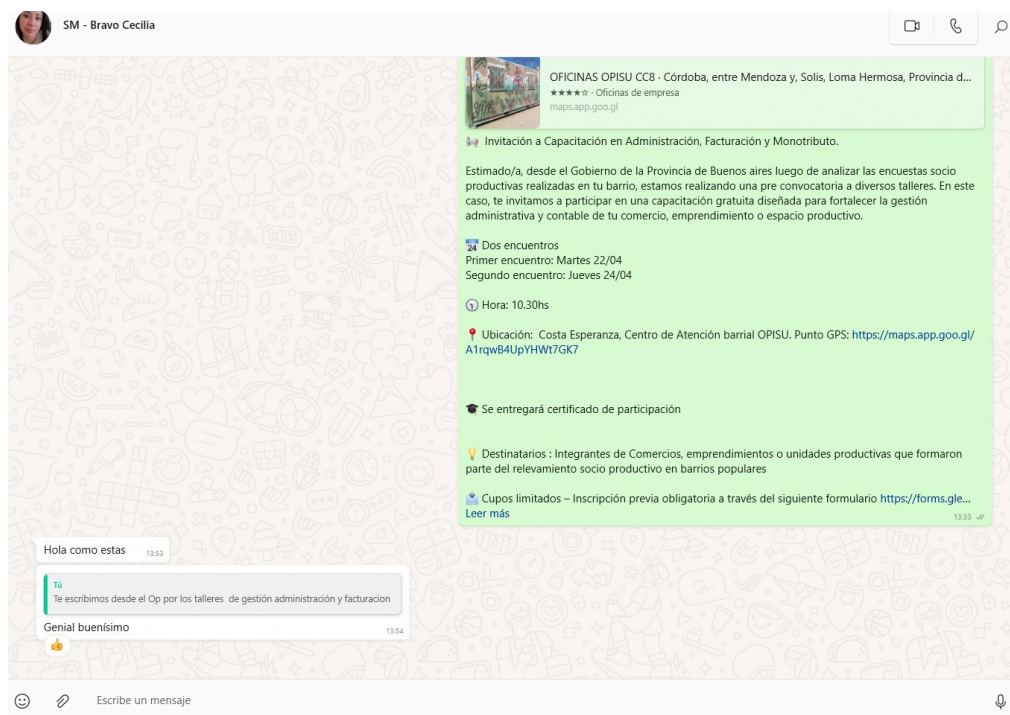 SM - Bravo Cecilia
OFICINAS OPISU CC8 · Córdoba, entre Mendoza y, Solis, Loma Hermosa, Provincia d...
★★★★☆ · Oficinas de empresa
maps.app.goo.gl
Invitación a Capacitación en Administración, Facturación y Monotributo.
Estimado/a, desde el Gobierno de la Provincia de Buenos aires luego de analizar las encuestas socio
productivas realizadas en tu barrio, estamos realizando una pre convocatoria a diversos talleres. En este
caso, te invitamos a participar en una capacitación gratuita diseñada para fortalecer la gestión
administrativa y contable de tu comercio, emprendimiento o espacio productivo.
📅 Dos encuentros
Primer encuentro: Martes 22/04
Segundo encuentro: Jueves 24/04
🕥 Hora: 10.30hs
📍 Ubicación:  Costa Esperanza, Centro de Atención barrial OPISU. Punto GPS: https://maps.app.goo.gl/
A1rqwB4UpYHWt7GK7
🎓 Se entregará certificado de participación
💡 Destinatarios : Integrantes de Comercios, emprendimientos o unidades productivas que formaron
parte del relevamiento socio productivo en barrios populares
📩 Cupos limitados – Inscripción previa obligatoria a través del siguiente formulario https://forms.gle...
Leer más
13:33
Hola como estas
13:53
Tú
Te escribimos desde el Op por los talleres  de gestión administración y facturacion
Genial buenísimo
13:54
👍
Escribe un mensaje